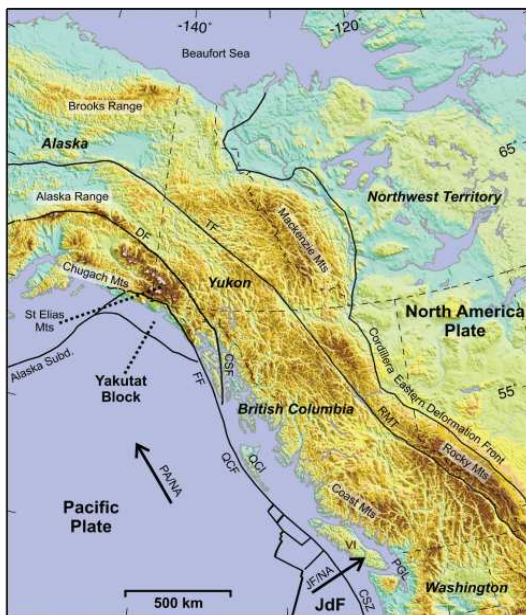 -140
-120
Beaufort Sea
Brooks Range
65°
Alaska
Northwest Territory
Alaska Range
TF
Mackenzie Mts
DF
Chugach Mts
Yukon
St Elias
Mts
North America
Plate
Cordillera Eastern Deformation Front
Alaska Subd.
Yakutat
Block
FF
CSF
55°
British Columbia
RMT
Rocky Mts
QCF
QCI
PA/NA
Pacific
Plate
Coast Mts
VI
PGL
JF/NA
JdF
CSZ
Washington
500 km